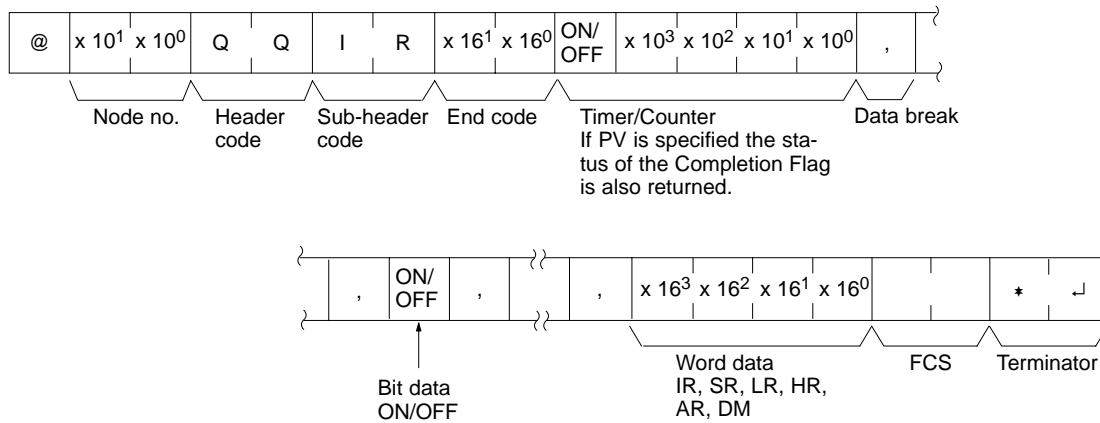 @ x 10¹ x 10⁰ Q Q I R x 16¹ x 16⁰ ON/OFF x 10³ x 10² x 10¹ x 10⁰ ,
Node no.
Header
code
Sub-header
code
End code
Timer/Counter
If PV is specified the sta-
tus of the Completion Flag
is also returned.
Data break
, ON/OFF , , x 16³ x 16² x 16¹ x 16⁰ * ↵
Bit data
ON/OFF
Word data
IR, SR, LR, HR,
AR, DM
FCS
Terminator